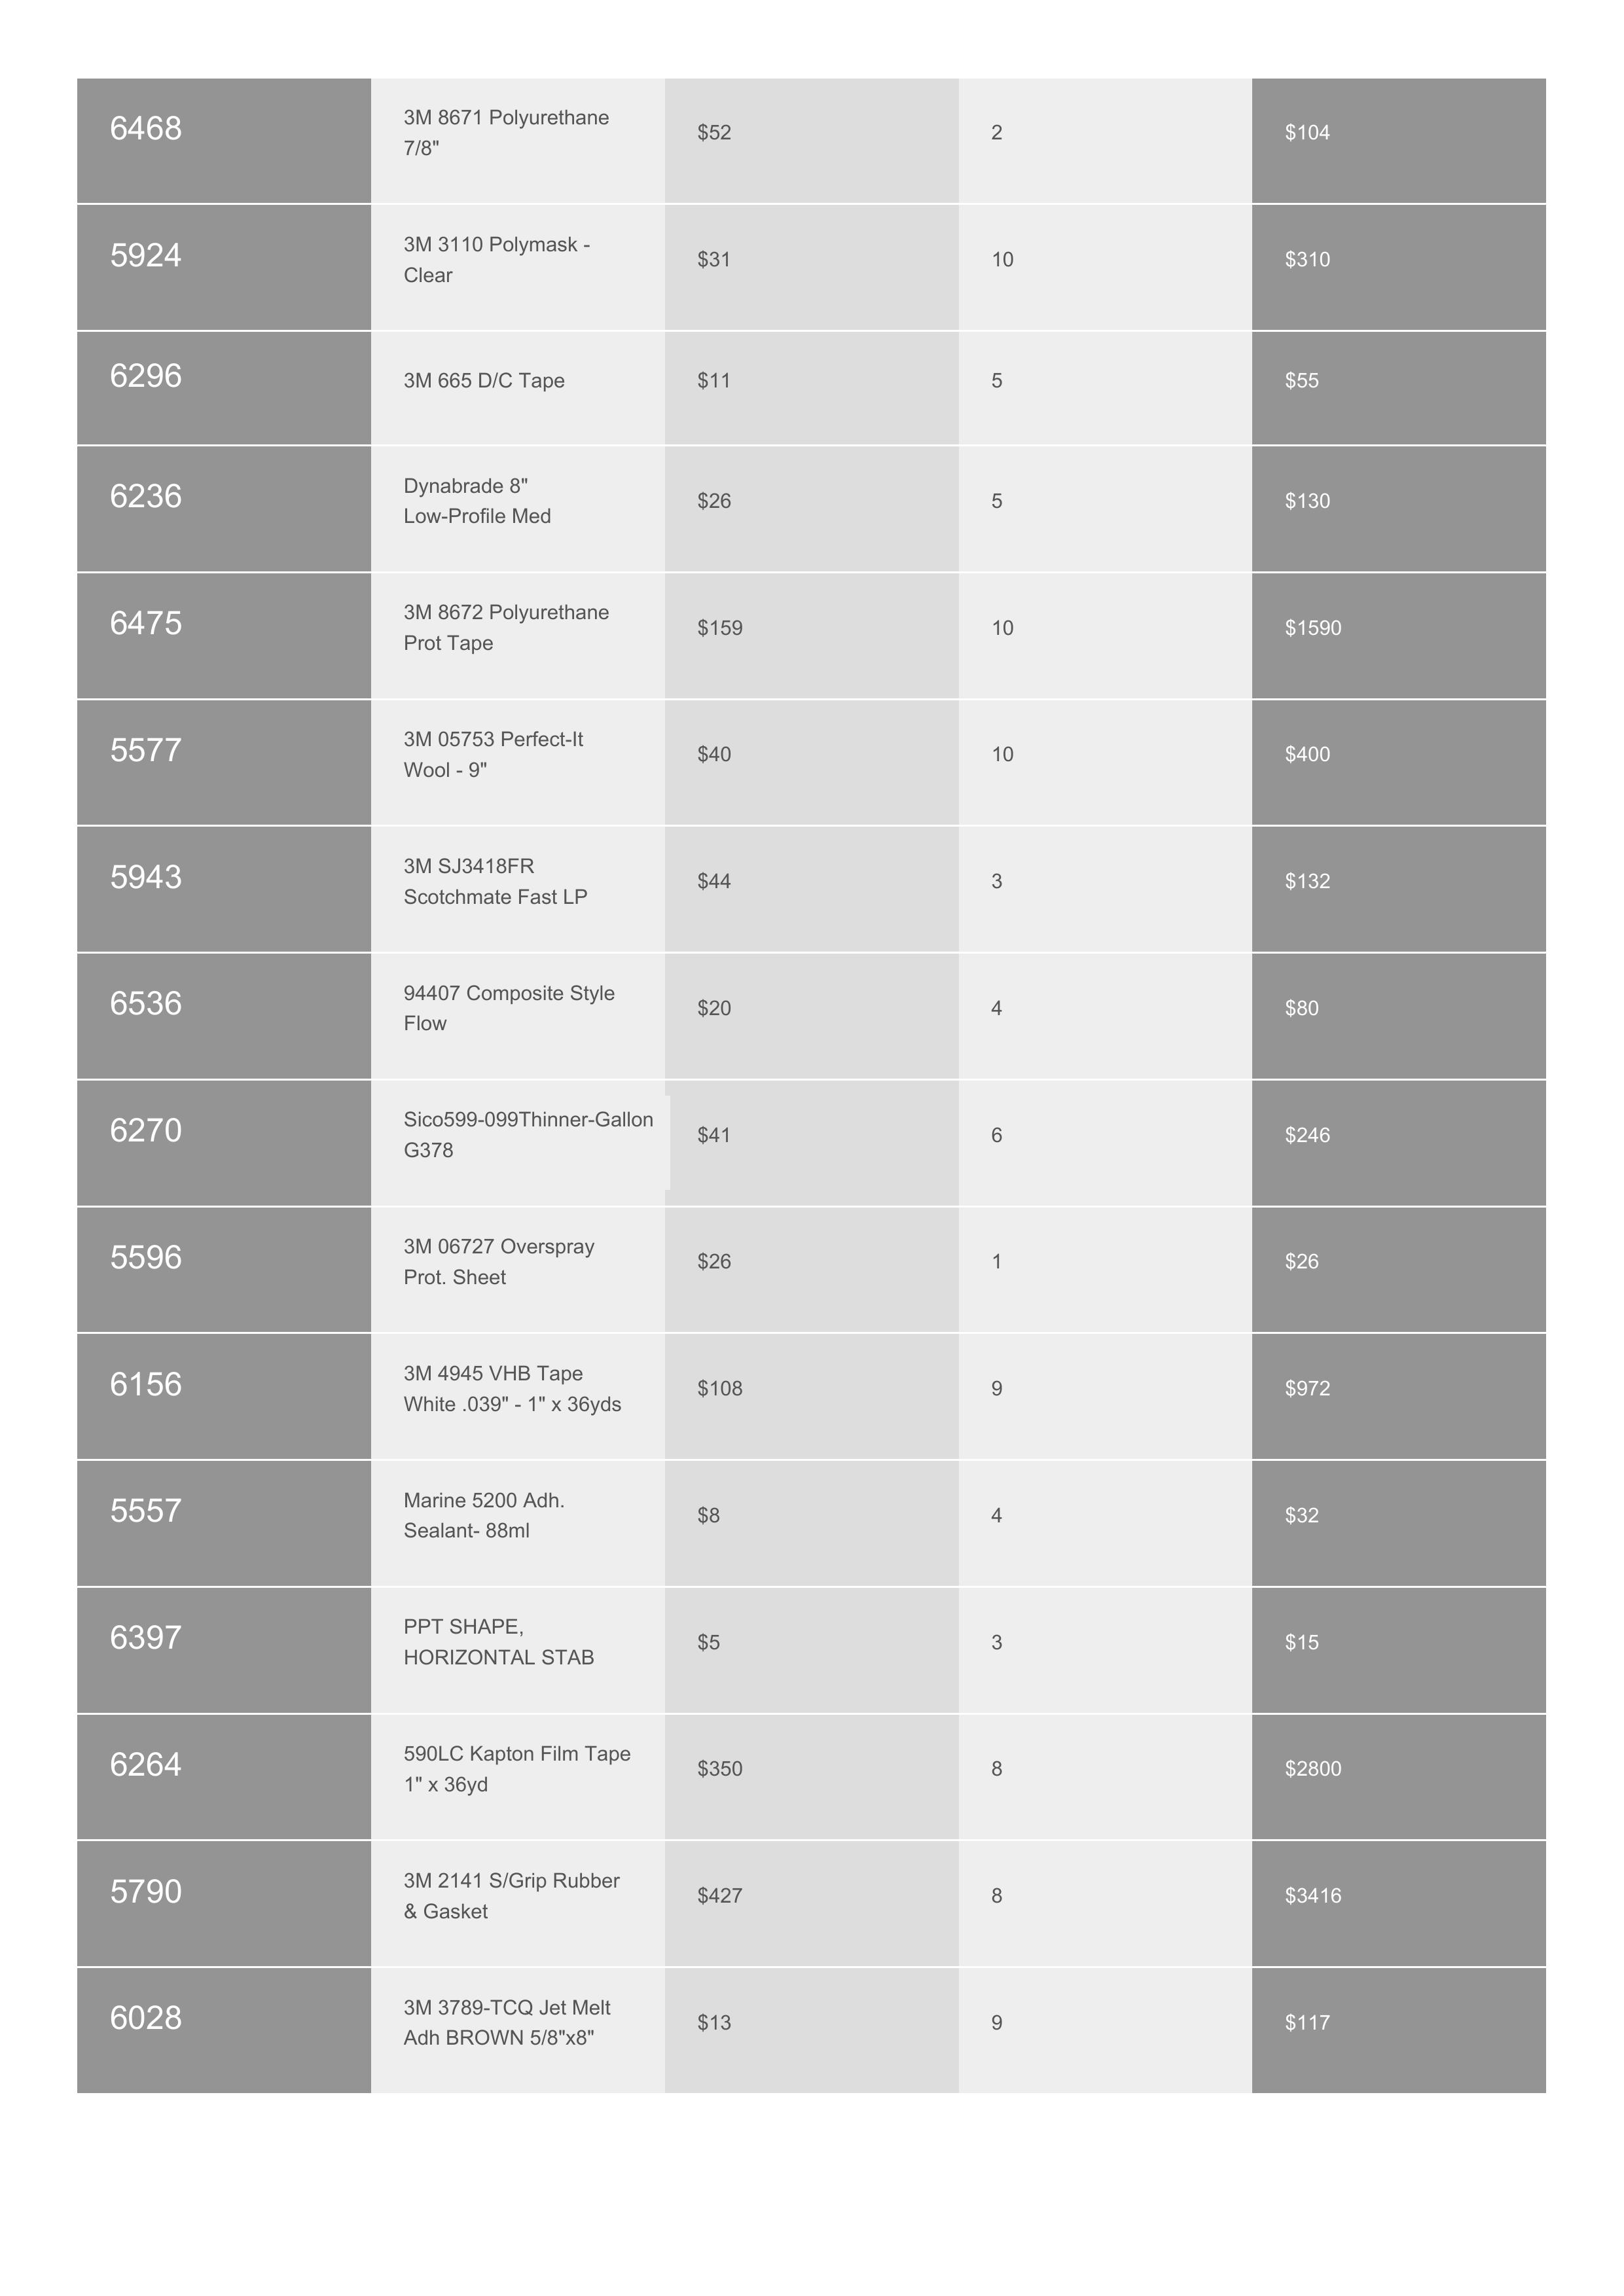 6468
3M 8671 Polyurethane
7/8"
$52
2
$104
5924
3M 3110 Polymask -
Clear
$31
10
$310
6296
3M 665 D/C Tape
$11
5
$55
6236
Dynabrade 8"
Low-Profile Med
$26
5
$130
6475
3M 8672 Polyurethane
Prot Tape
$159
10
$1590
5577
3M 05753 Perfect-It
Wool - 9"
$40
10
$400
5943
3M SJ3418FR
Scotchmate Fast LP
$44
3
$132
6536
94407 Composite Style
Flow
$20
4
$80
6270
Sico599-099Thinner-Gallon
G378
$41
6
$246
5596
3M 06727 Overspray
Prot. Sheet
$26
1
$26
6156
3M 4945 VHB Tape
White .039" - 1" x 36yds
$108
9
$972
5557
Marine 5200 Adh.
Sealant- 88ml
$8
4
$32
6397
PPT SHAPE,
HORIZONTAL STAB
$5
3
$15
6264
590LC Kapton Film Tape
1" x 36yd
$350
8
$2800
5790
3M 2141 S/Grip Rubber
& Gasket
$427
8
$3416
6028
3M 3789-TCQ Jet Melt
Adh BROWN 5/8"x8"
$13
9
$117